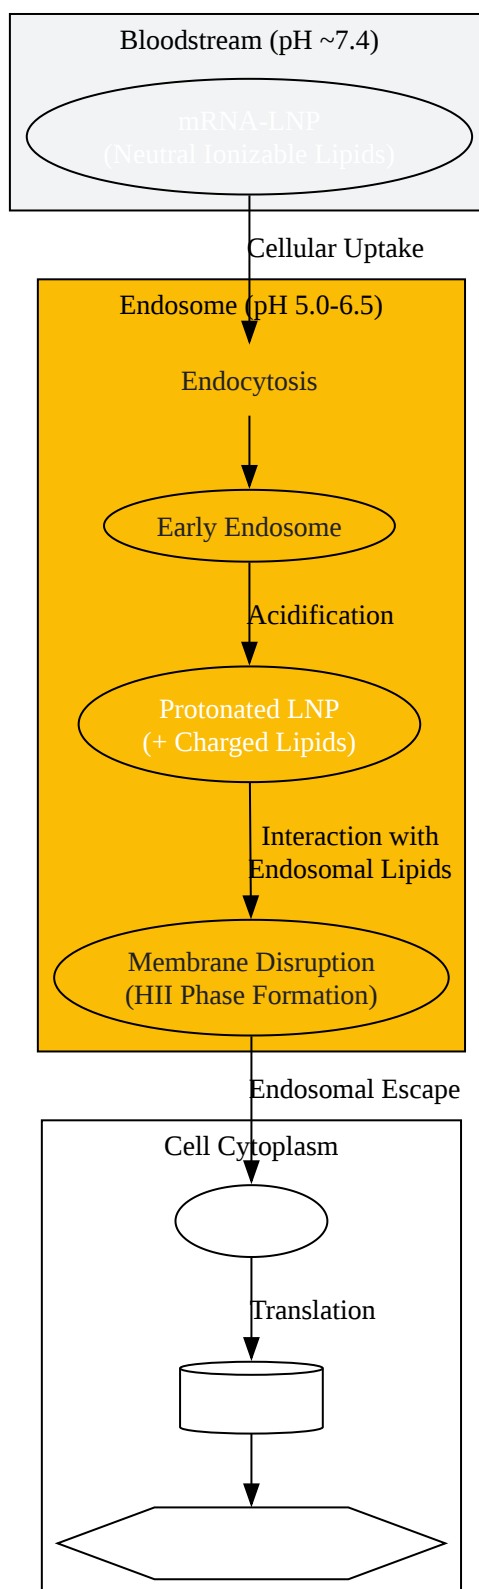 Bloodstream (pH ~7.4)
mRNA-LNP
(Neutral Ionizable Lipids)
Cellular Uptake
Endosome (pH 5.0-6.5)
Endocytosis
Early Endosome
Acidification
Protonated LNP
(+ Charged Lipids)
Interaction with
Endosomal Lipids
Membrane Disruption
(HII Phase Formation)
Endosomal Escape
Cell Cytoplasm
Translation